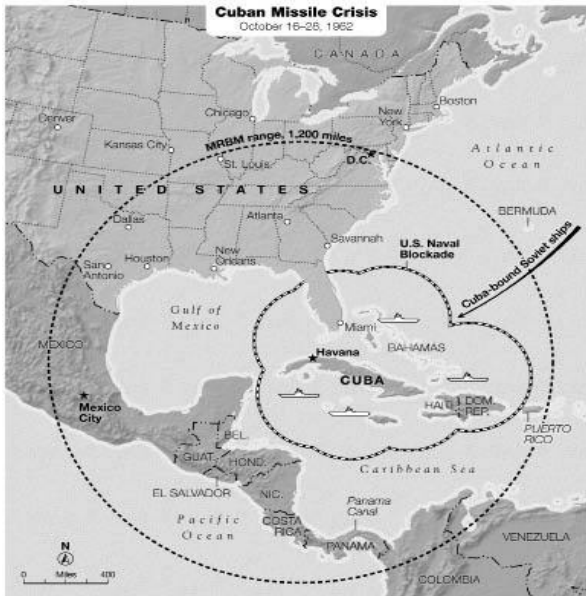 Cuban Missile Crisis
October 16–28, 1962
CANADA
Boston
Chicago
New
York
Denver
MRBM range, 1,200 miles
Kansas City
St. Louis
D.C.
Atlantic
Ocean
UNITED STATES
BERMUDA
Atlanta
Dallas
Savannah
U.S. Naval
Blockade
Cuba-bound Soviet ships
San
Antonio
Houston
New
Orleans
Gulf of
Mexico
Miami
BAHAMAS
MEXICO
Havana
CUBA
Mexico
City
HAITI
DOM.
REP.
PUERTO
RICO
BEL.
GUAT.
HOND.
Caribbean Sea
EL SALVADOR
NIC.
Panama
Canal
Pacific
Ocean
COSTA
RICA
PANAMA
VENEZUELA
COLOMBIA
N
0 Miles 400